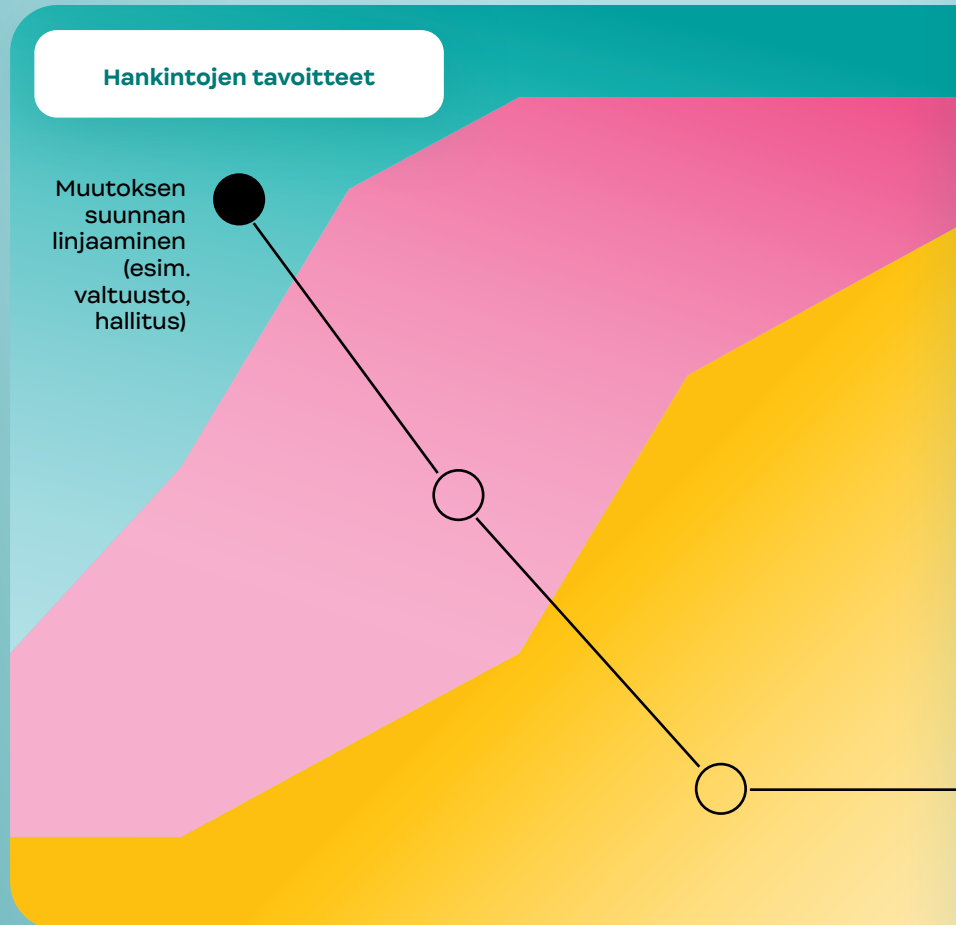 Hankintojen tavoitteet
Muutoksen
suunnan
linjaaminen
(esim.
valtuusto,
hallitus)